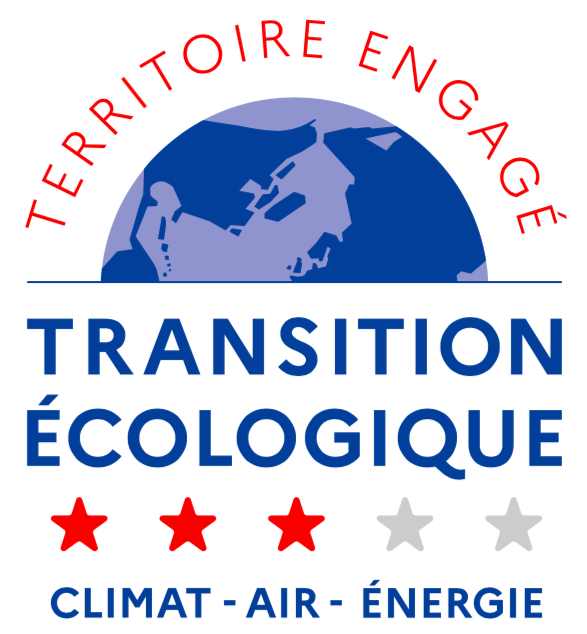 TERRITOIRE ENGAGÉ
TRANSITION
ÉCOLOGIQUE
CLIMAT - AIR - ÉNERGIE